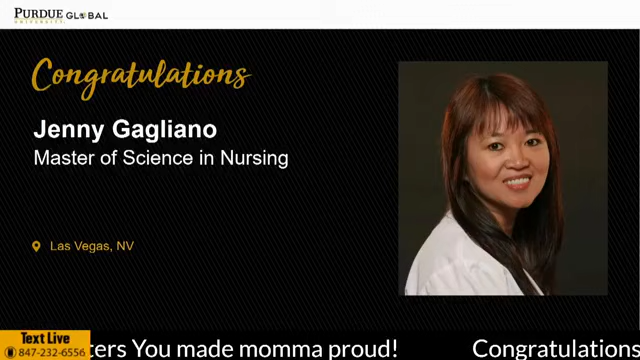 PURDUE GLOBAL
UNIVERSITY
Congratulations
Jenny Gagliano
Master of Science in Nursing
Las Vegas, NV
Text Live
847-232-6556
ters You made momma proud! Congratulations